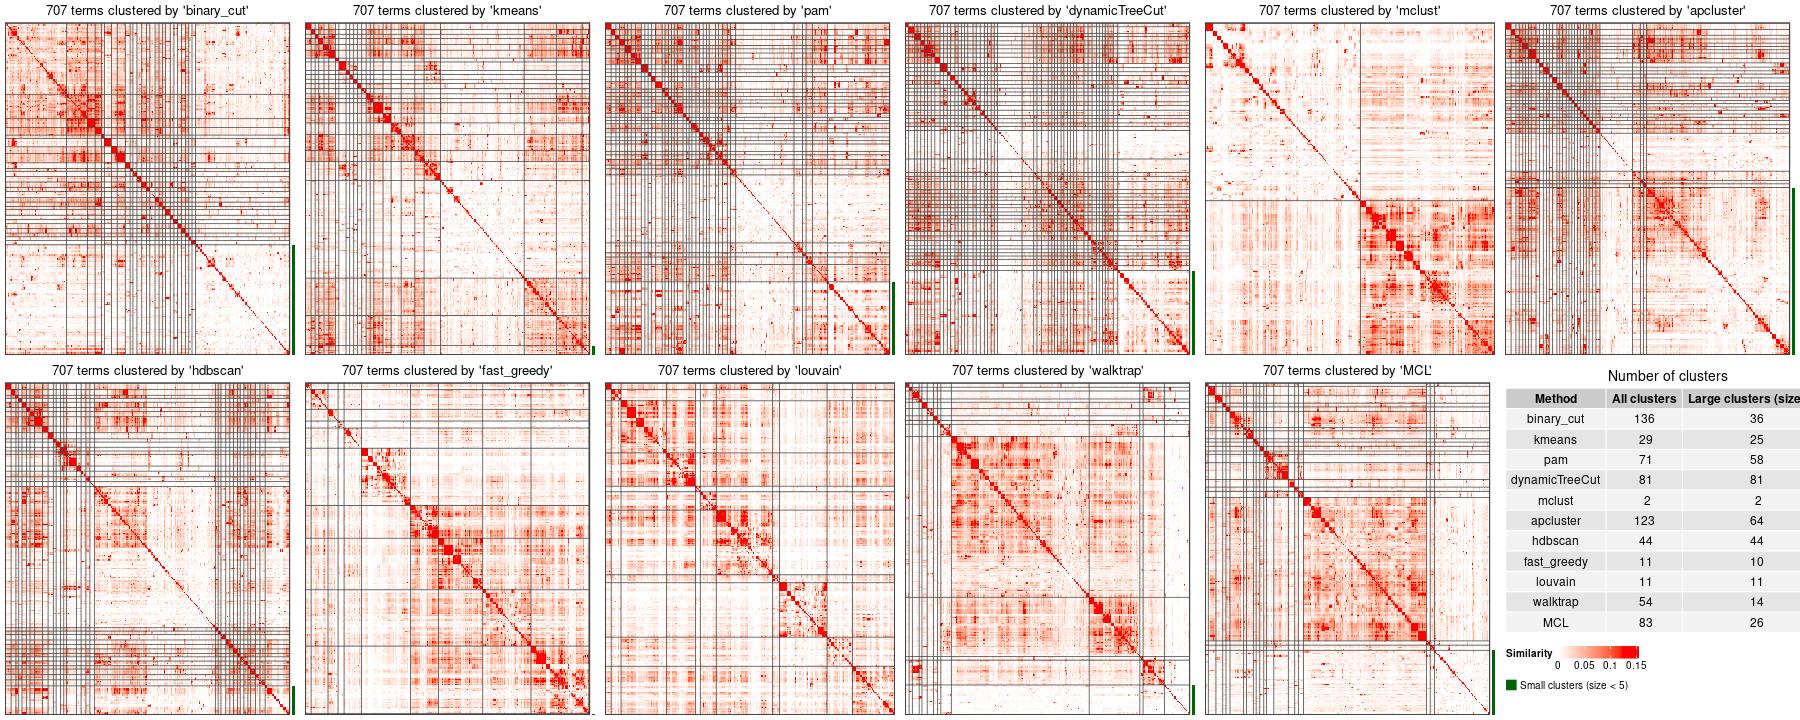 707 terms clustered by 'binary_cut'
707 terms clustered by 'kmeans'
707 terms clustered by 'pam'
707 terms clustered by 'dynamicTreeCut'
707 terms clustered by 'mclust'
707 terms clustered by 'apcluster'
707 terms clustered by 'hdbscan'
707 terms clustered by 'fast_greedy'
707 terms clustered by 'louvain'
707 terms clustered by 'walktrap'
707 terms clustered by 'MCL'
Number of clusters
Method All clusters Large clusters (size
binary_cut 136 36
kmeans 29 25
pam 71 58
dynamicTreeCut 81 81
mclust 2 2
apcluster 123 64
hdbscan 44 44
fast_greedy 11 10
louvain 11 11
walktrap 54 14
MCL 83 26
Similarity
0 0.05 0.1 0.15
Small clusters (size < 5)